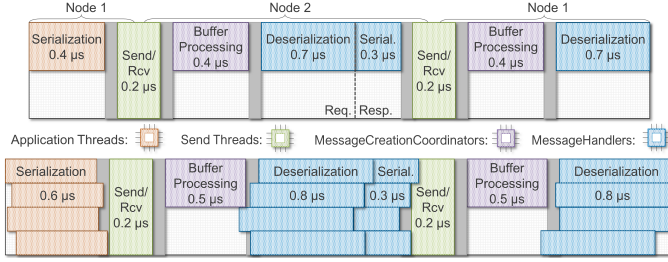 Node 1 Node 2 Node 1
Serialization
0.4 µs
Send/
Rcv
0.2 µs
Buffer
Processing
0.4 µs
Deserialization
0.7 µs
Serial.
0.3 µs
Send/
Rcv
0.2 µs
Buffer
Processing
0.4 µs
Deserialization
0.7 µs
Req. Resp.
Application Threads: Send Threads: MessageCreationCoordinators: MessageHandlers:
Serialization
0.6 µs
Send/
Rcv
0.2 µs
Buffer
Processing
0.5 µs
Deserialization
0.8 µs
Serial.
0.3 µs
Send/
Rcv
0.2 µs
Buffer
Processing
0.5 µs
Deserialization
0.8 µs